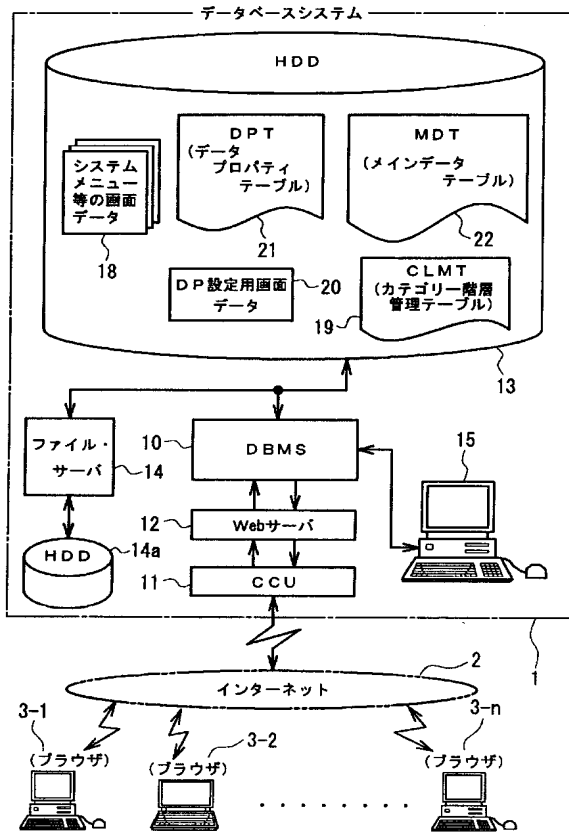 データベースシステム
HDD
DPT
(データ
プロパティ
テーブル)
MDT
(メインデータ
テーブル)
システム
メニュー
等の画面
データ
18
21
22
DP設定用画面
データ
20
CLMT
(カテゴリー階層
管理テーブル)
19
13
ファイル・
サーバ
14
10
DBMS
15
12
Webサーバ
HDD
14a
11
CCU
1
2
インターネット
3-1
(ブラウザ)
3-2
(ブラウザ)
3-n
(ブラウザ)